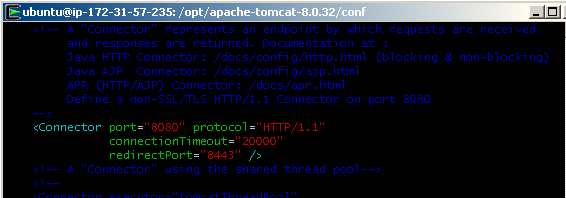 ubuntu@ip-172-31-57-235: /opt/apache-tomcat-8.0.32/conf
<!-- A "Connector" represents an endpoint by which requests are received
and responses are returned. Documentation at :
Java HTTP Connector: /docs/config/http.html (blocking & non-blocking)
Java AJP  Connector: /docs/config/ajp.html
APR (HTTP/AJP) Connector: /docs/apr.html
Define a non-SSL/TLS HTTP/1.1 Connector on port 8080
-->
<Connector port="8080" protocol="HTTP/1.1"
connectionTimeout="20000"
redirectPort="8443" />
<!-- A "Connector" using the shared thread pool-->
<!--
<Connector executor="tomcatThreadPool"